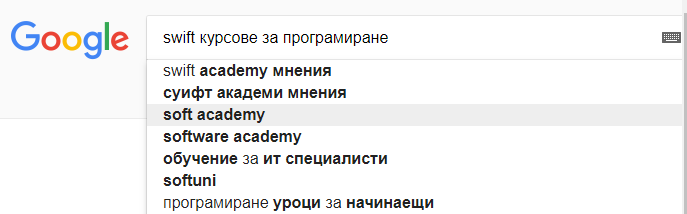 Google
swift курсове за програмиране
swift academy мнения
суифт академи мнения
soft academy
software academy
обучение за ит специалисти
softuni
програмиране уроци за начинаещи